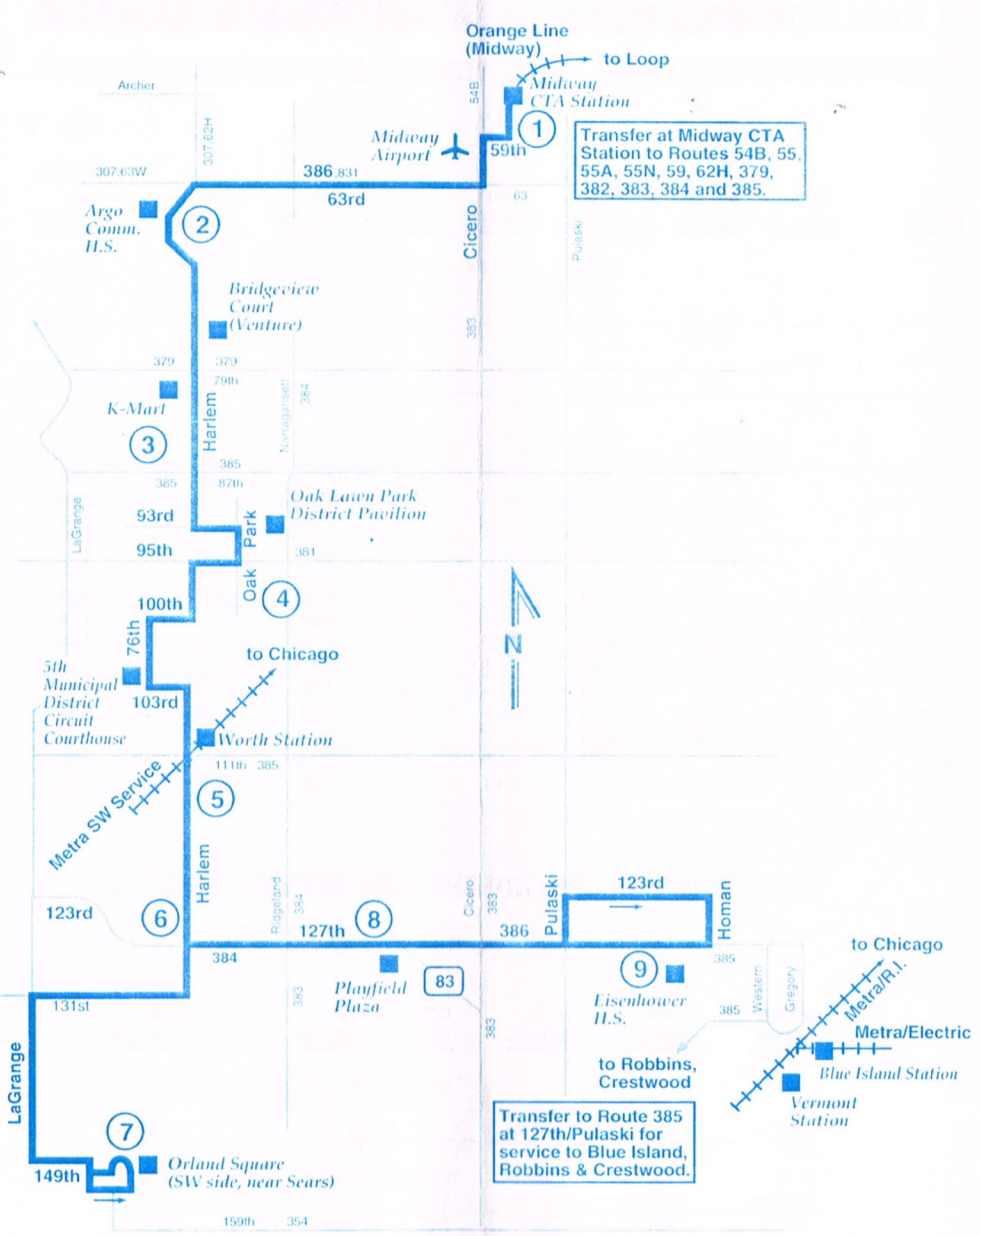 Orange Line
(Midway)
to Loop
Archer
54B
Midway
CTA Station
307,62H
Midway
Airport
1
59th
Transfer at Midway CTA
Station to Routes 54B, 55,
55A, 55N, 59, 62H, 379,
382, 383, 384 and 385.
307,63W
386,831
63rd
63
Argo
Comm.
H.S.
2
Cicero
Pulaski
Bridgeview
Court
(Venture)
383
379
379
79th
K-Mart
Harlem
Narragansett
384
3
385
385
87th
LaGrange
93rd
Oak Park
Oak Lawn Park
District Pavilion
95th
381
100th
4
76th
N
to Chicago
5th
Municipal
District
Circuit
Courthouse
103rd
Worth Station
111th 385
Metra SW Service
5
Harlem
123rd
6
Ridgeland
384
8
127th
Cicero
383
386
Pulaski
123rd
Homan
384
385
Playfield
Plaza
83
9
Eisenhower
H.S.
Western
Gregory
to Chicago
Metra/R.I.
131st
383
383
385
Metra/Electric
to Robbins,
Crestwood
Blue Island Station
Vermont
Station
LaGrange
7
Transfer to Route 385
at 127th/Pulaski for
service to Blue Island,
Robbins & Crestwood.
149th
Orland Square
(SW side, near Sears)
159th 354